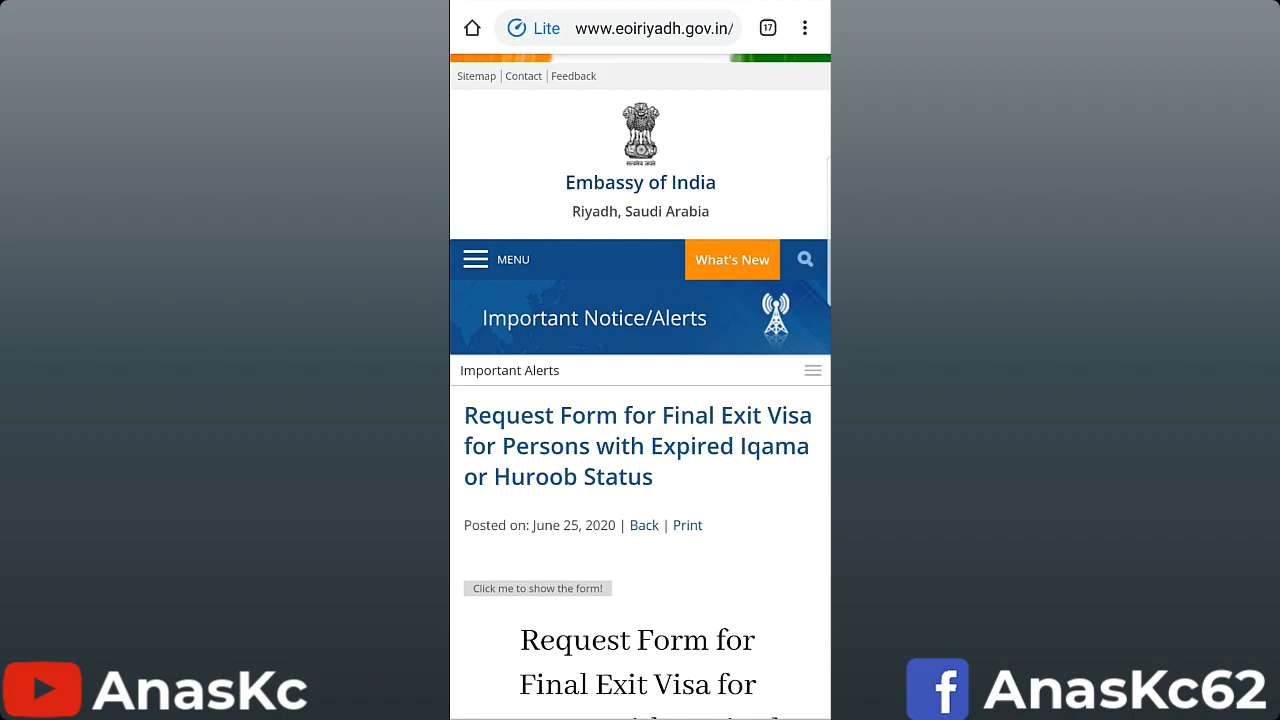 Lite www.eoiriyadh.gov.in/ 17
Sitemap | Contact | Feedback
सत्यमेव जयते
Embassy of India
Riyadh, Saudi Arabia
MENU What's New
Important Notice/Alerts
Important Alerts
Request Form for Final Exit Visa
for Persons with Expired Iqama
or Huroob Status
Posted on: June 25, 2020 | Back | Print
Click me to show the form!
Request Form for
Final Exit Visa for
AnasKc
f AnasKc62